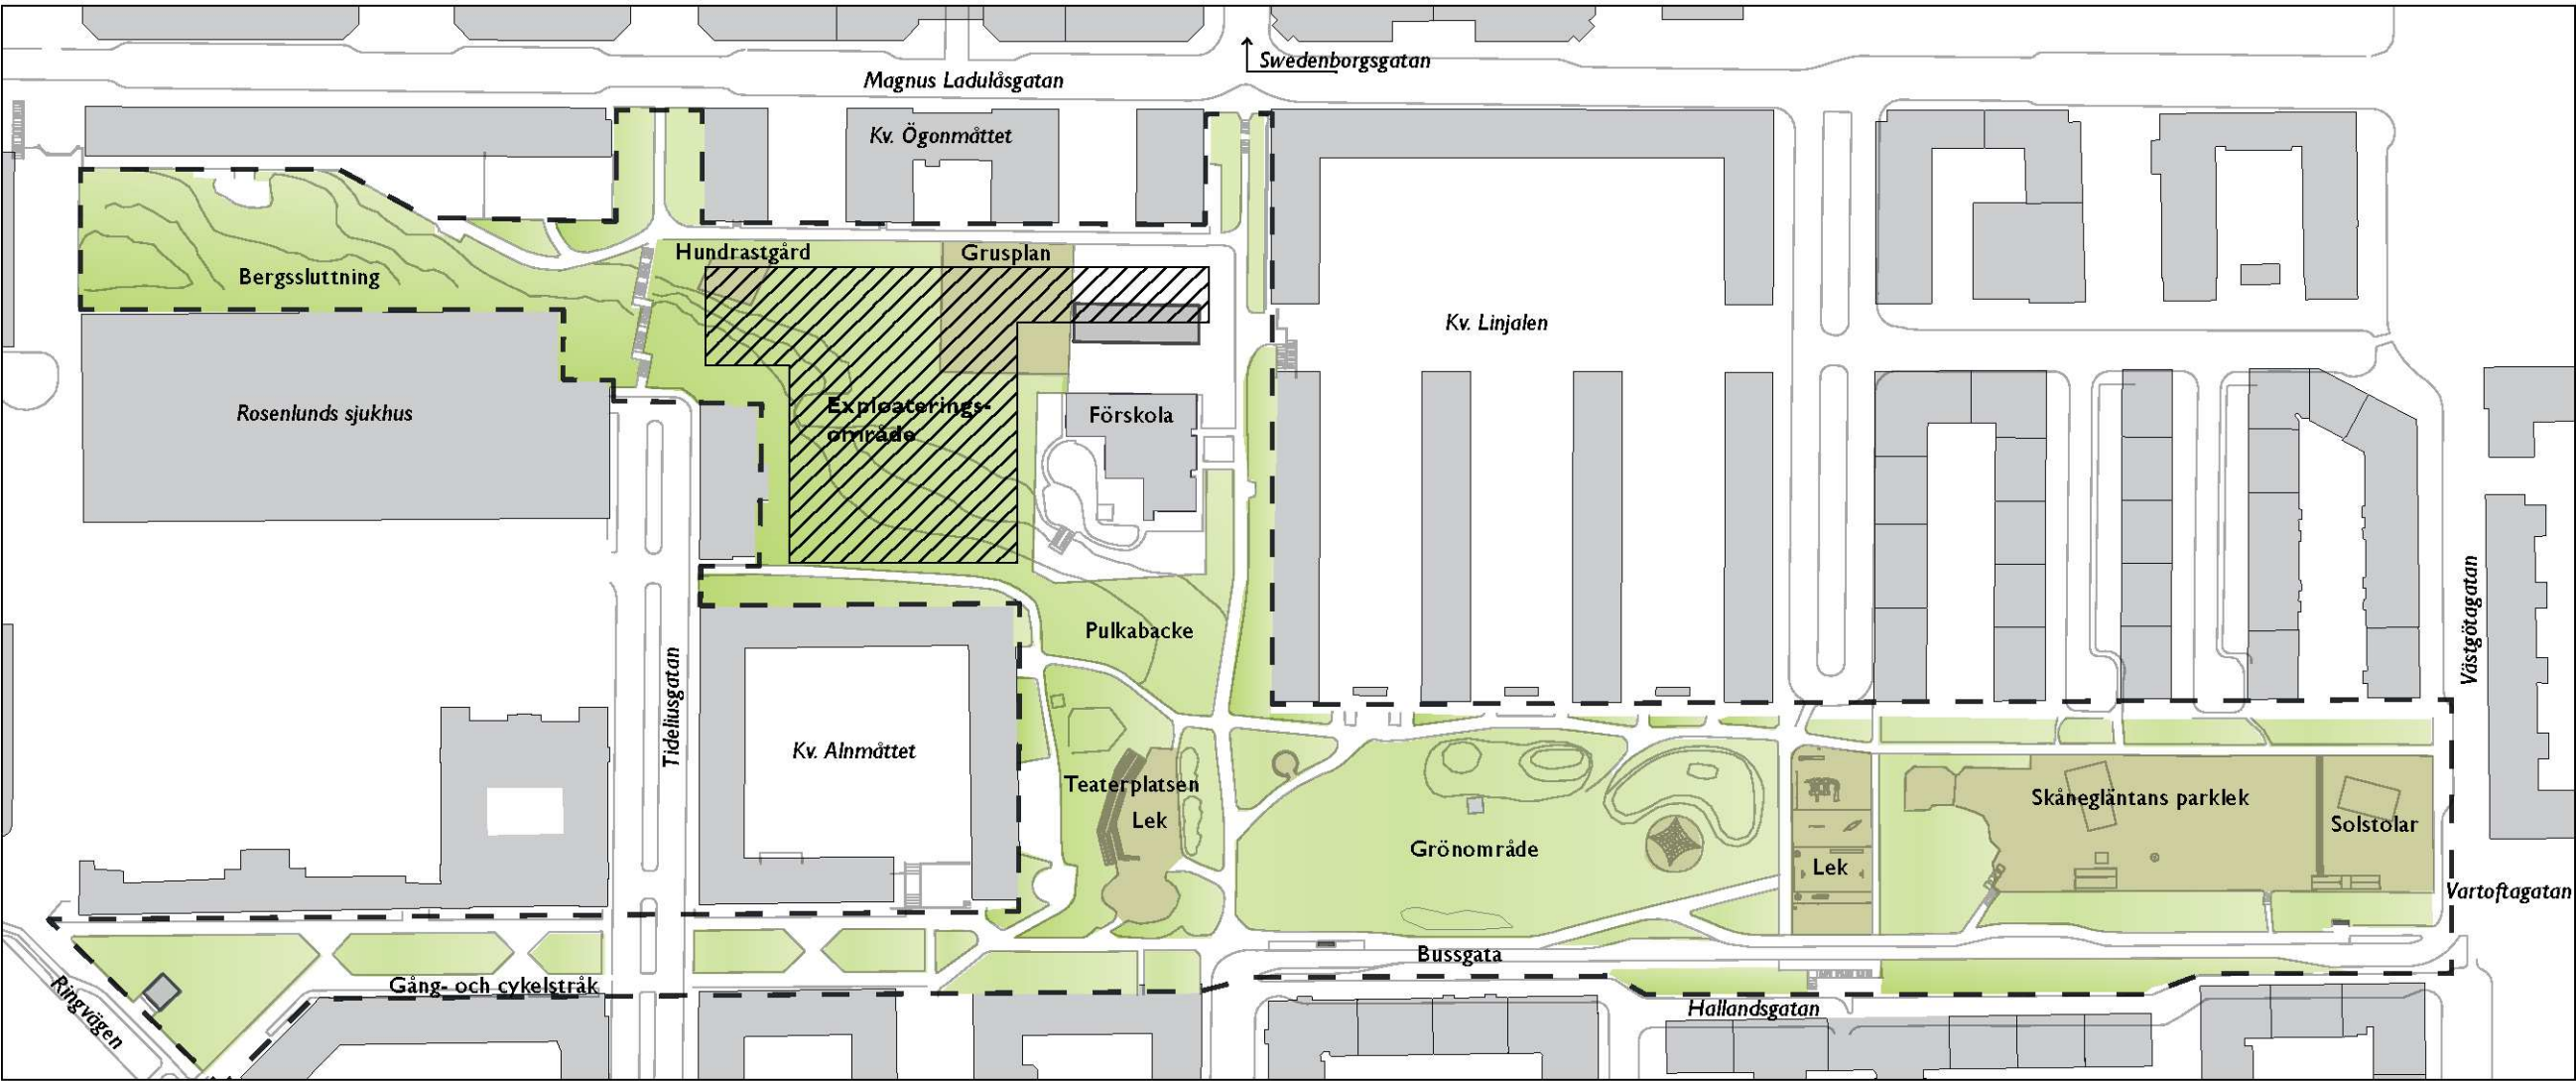 Swedenborgsgatan
Magnus Ladulåsgatan
Kv. Ögonmåttet
Hundrastgård
Grusplan
Bergssluttning
Kv. Linjalen
Rosenlunds sjukhus
Exploaterings-
område
Förskola
Pulkabacke
Västgötagatan
Tideliusgatan
Kv. Alnmåttet
Teaterplatsen
Lek
Grönområde
Lek
Skånegläntans parklek
Solstolar
Vartoftagatan
Bussgata
Gång- och cykelstråk
Ringvägen
Hallandsgatan